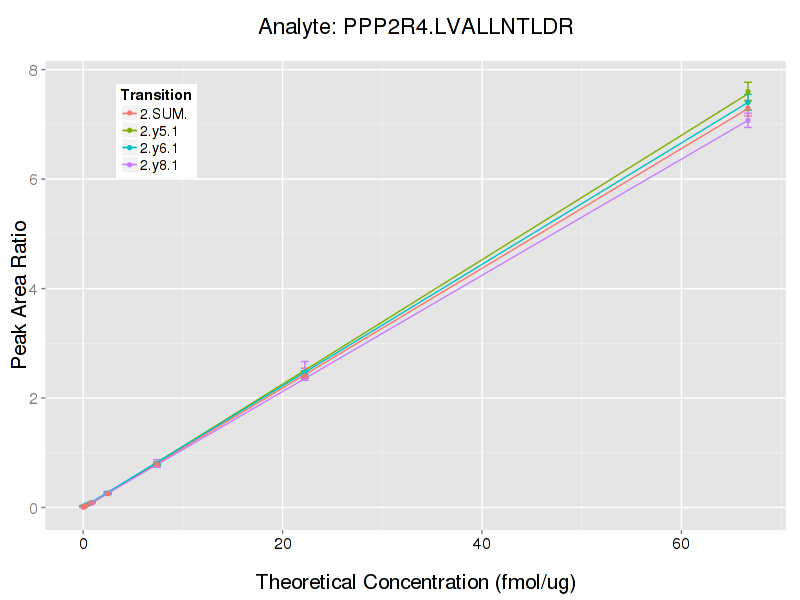 Analyte: PPP2R4.LVALLNTLDR
Transition
2.SUM.
2.y5.1
2.y6.1
2.y8.1
Peak Area Ratio
8
6
4
2
0
0 20 40 60
Theoretical Concentration (fmol/ug)